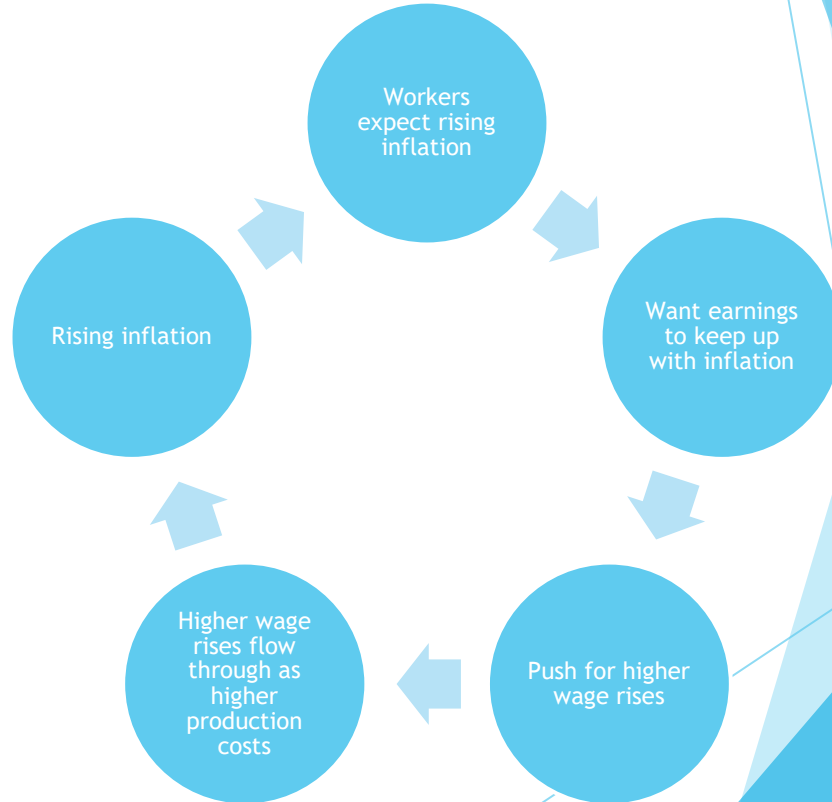 Workers
expect rising
inflation
Want earnings
to keep up
with inflation
Push for higher
wage rises
Higher wage
rises flow
through as
higher
production
costs
Rising inflation